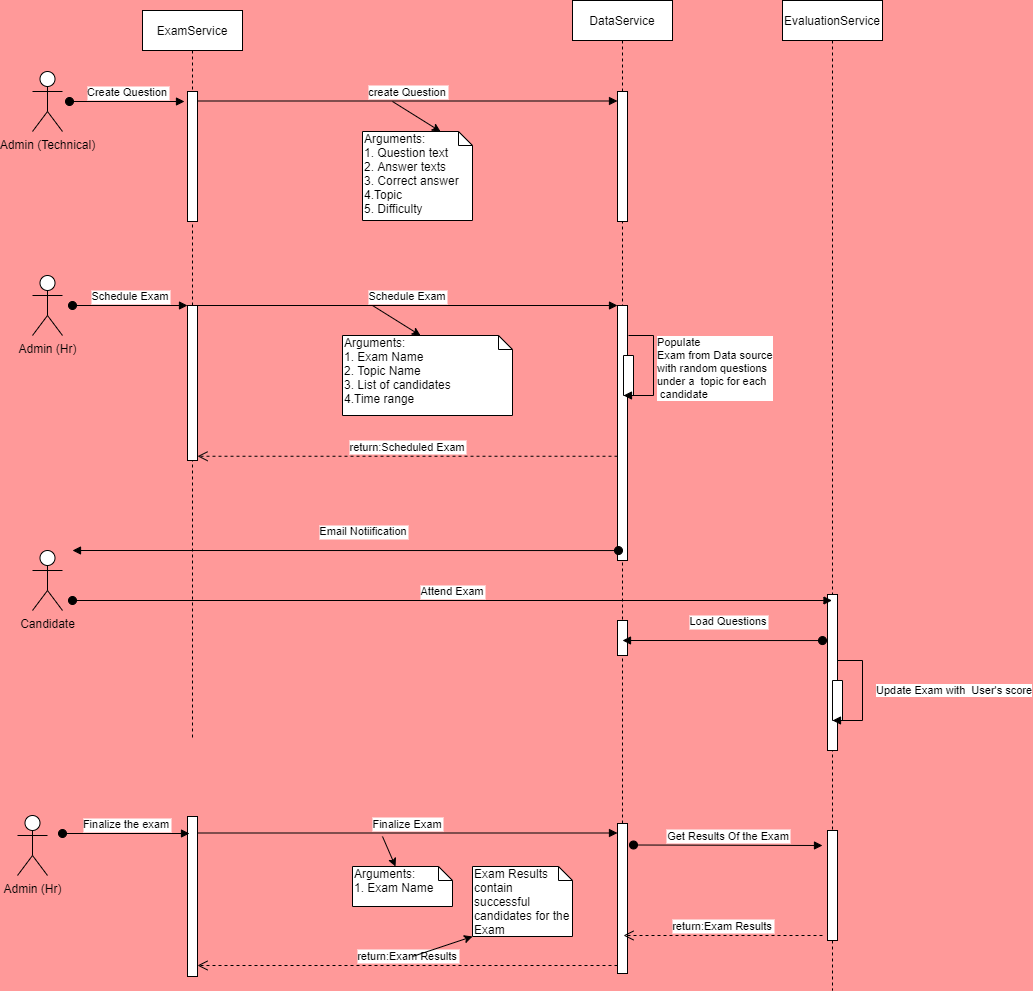 ExamService
DataService
EvaluationService
Create Question
create Question
Admin (Technical)
Arguments:
1. Question text
2. Answer texts
3. Correct answer
4.Topic
5. Difficulty
Schedule Exam
Schedule Exam
Admin (Hr)
Arguments:
1. Exam Name
2. Topic Name
3. List of candidates
4.Time range
Populate
Exam from Data source
with random questions
under a topic for each
candidate
return:Scheduled Exam
Email Notiification
Attend Exam
Candidate
Load Questions
Update Exam with User's score
Finalize the exam
Finalize Exam
Get Results Of the Exam
Admin (Hr)
Arguments:
1. Exam Name
Exam Results
contain
successful
candidates for the
Exam
return:Exam Results
return:Exam Results